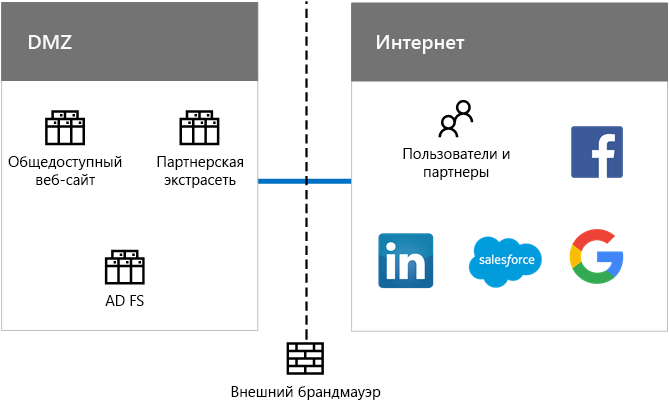 DMZ
Интернет
Общедоступный
веб-сайт
Партнерская
экстрасеть
AD FS
Пользователи и
партнеры
f
in
salesforce
G
Внешний брандмауэр